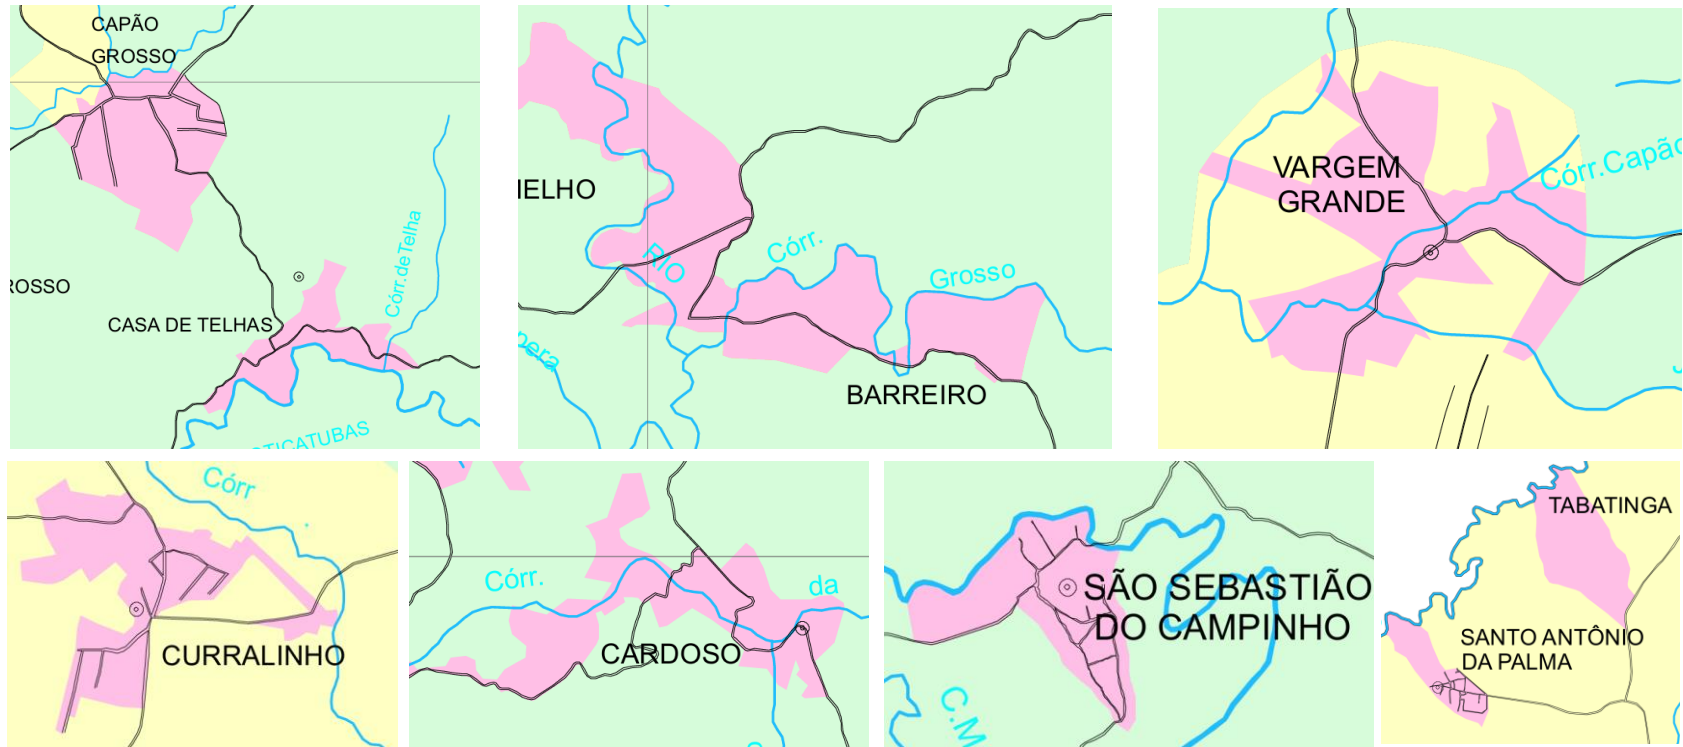 CAPÃO
GROSSO
ROSSO
Córr. de Telha
CASA DE TELHAS
TICATUBAS
IELHO
RIO
Córr.
Grosso
pera
BARREIRO
VARGEM
GRANDE
Córr. Capão
Córr
CURRALINHO
Córr.
da
CARDOSO
SÃO SEBASTIÃO
DO CAMPINHO
C.M
TABATINGA
SANTO ANTÔNIO
DA PALMA